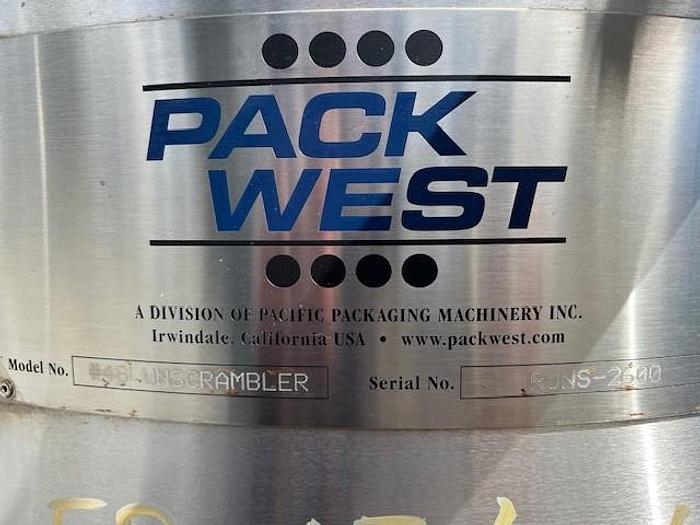 PACK
WEST
A DIVISION OF PACIFIC PACKAGING MACHINERY INC.
Irwindale, California USA • www.packwest.com
Model No. UNSCRAMBLER Serial No.